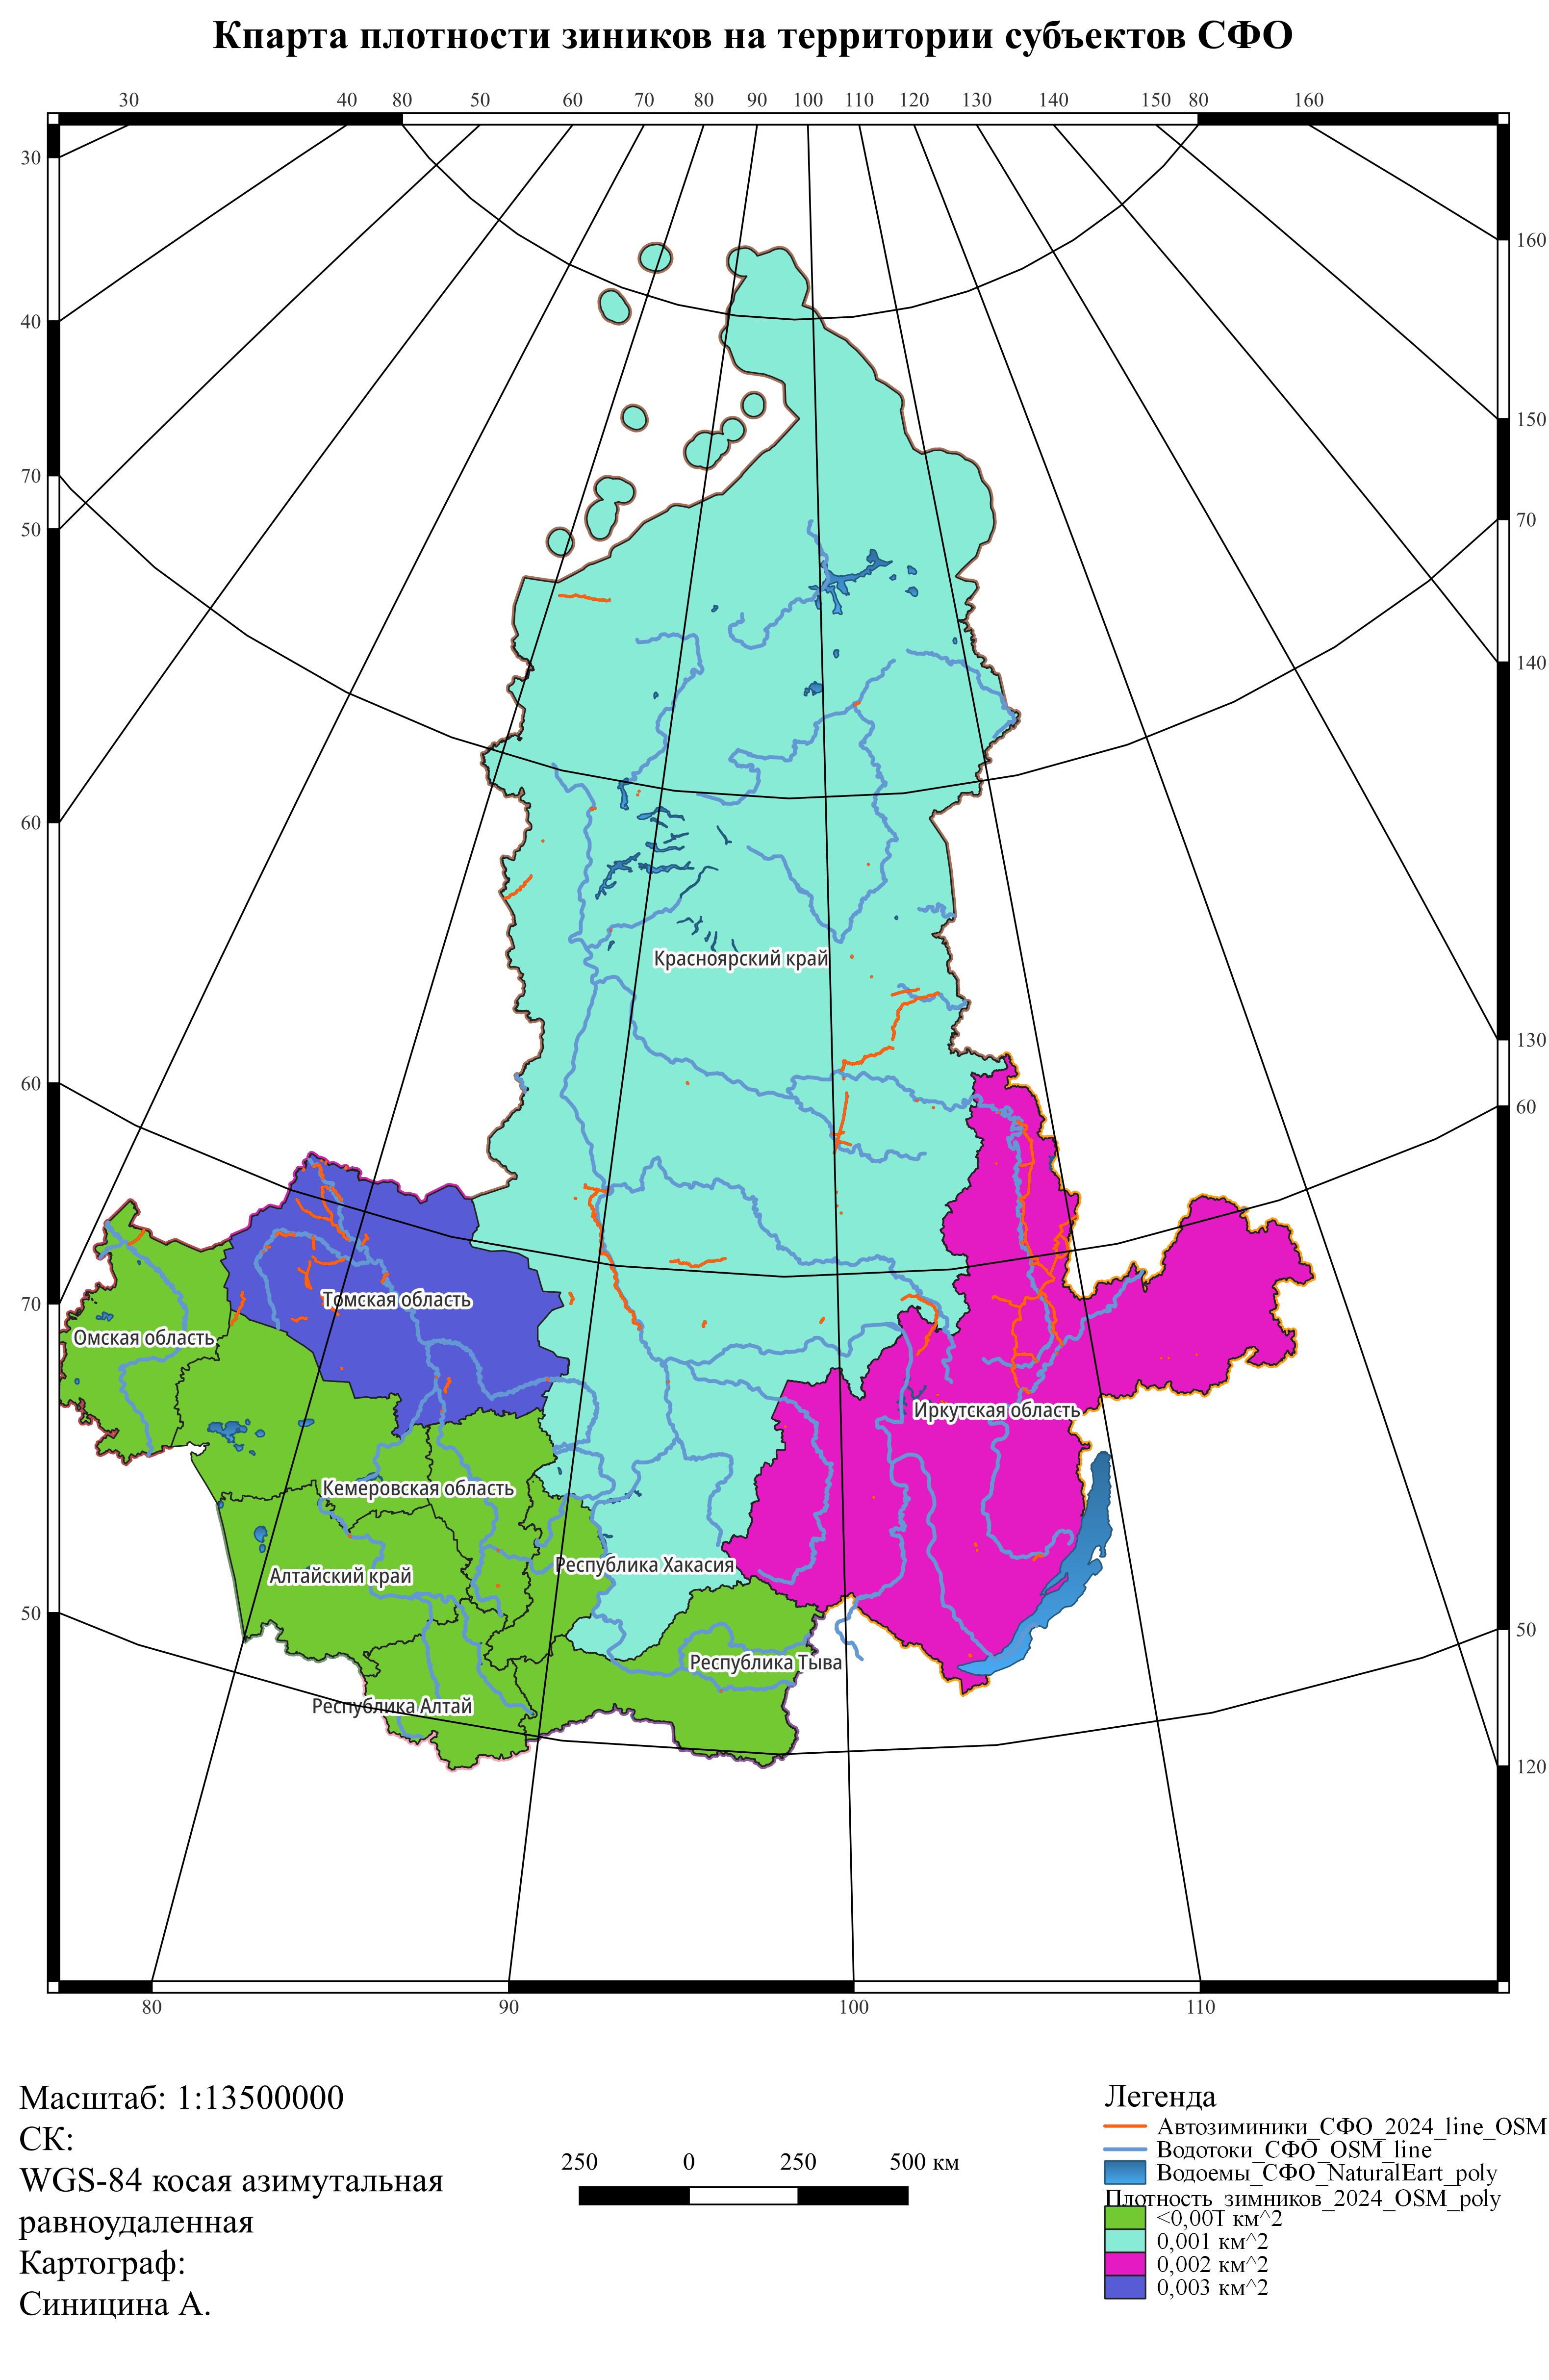 Кпарта плотности зиников на территории субъектов СФО
30 40 80 50 60 70 80 90 100 110 120 130 140 150 80 160
30
160
40
150
70
70
50
140
60
Красноярский край
130
60
60
70
Томская область
Омская область
Иркутская область
Кемеровская область
Республика Хакасия
Алтайский край
50
50
Республика Тыва
Республика Алтай
120
80 90 100 110
Масштаб: 1:13500000
СК:
WGS-84 косая азимутальная
равноудаленная
Картограф:
Синицина А.
250 0 250 500 км
Легенда
Автозиминики_СФО_2024_line_OSM
Водотоки_СФО_OSM_line
Водоемы_СФО_NaturalEart_poly
Плотность_зимников_2024_OSM_poly
<0,001 км^2
0,001 км^2
0,002 км^2
0,003 км^2